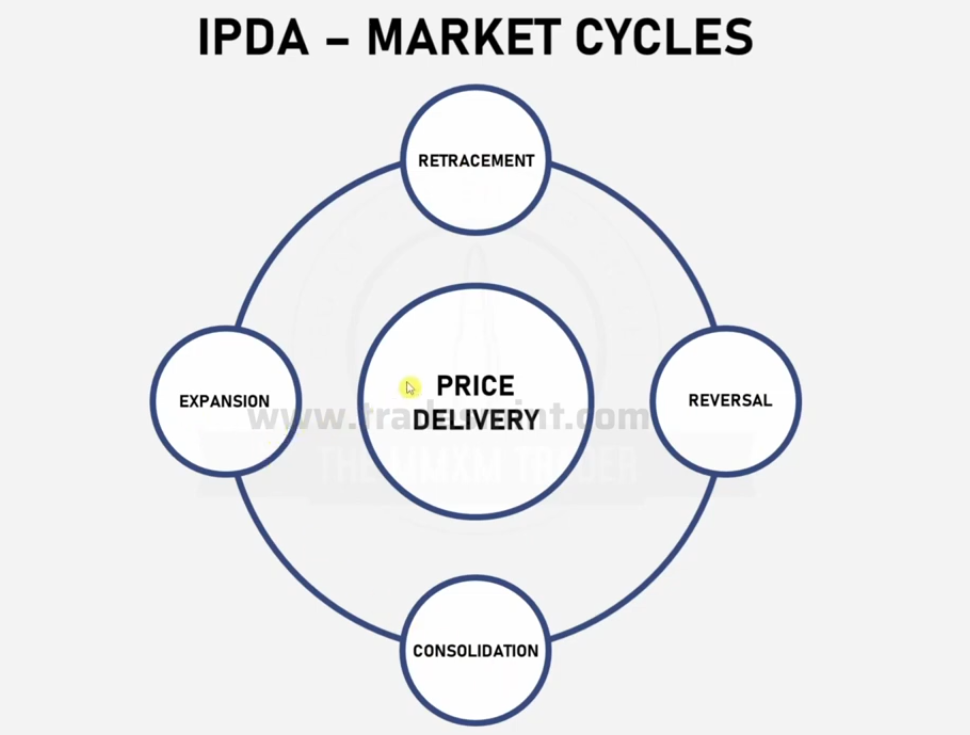 IPDA – MARKET CYCLES
RETRACEMENT
EXPANSION
PRICE
DELIVERY
REVERSAL
CONSOLIDATION